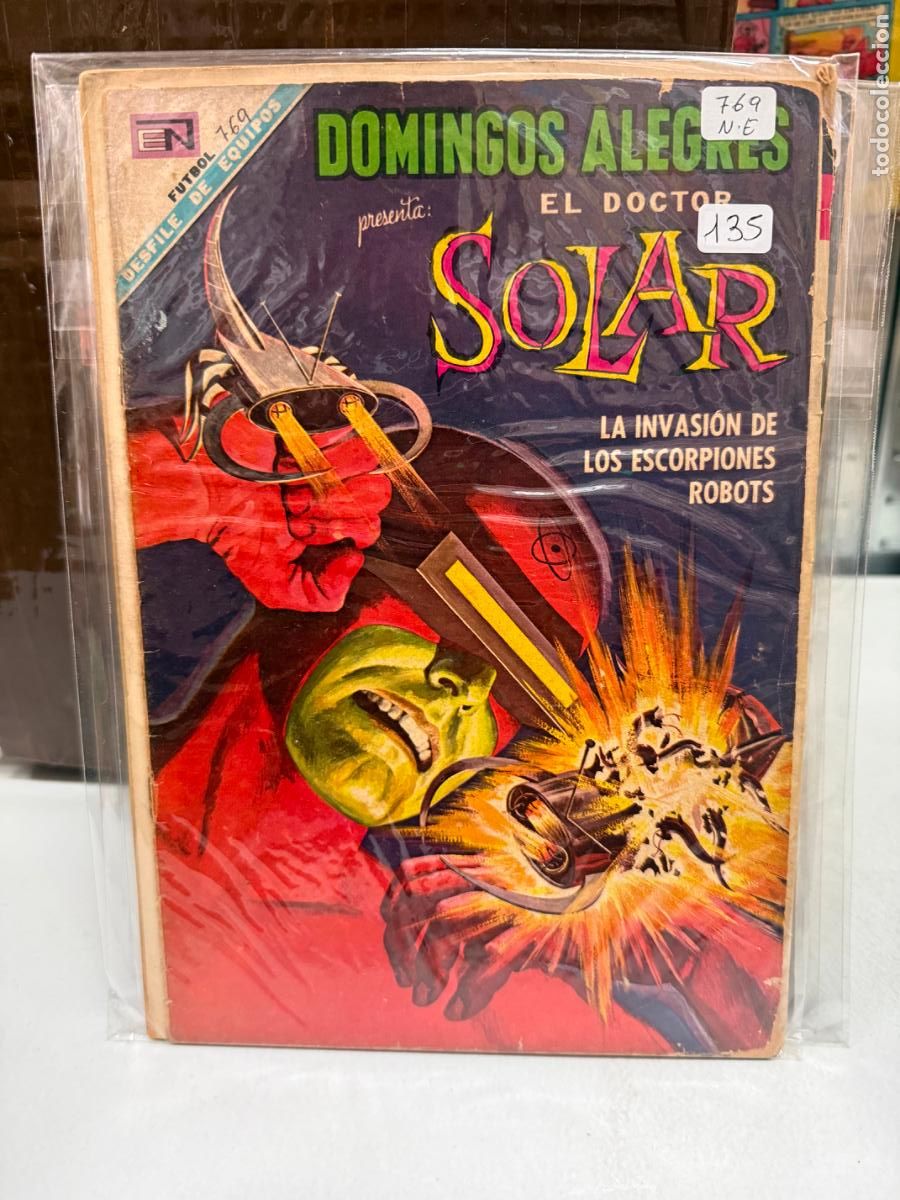 EN
769
FUTBOL
DESFILE DE EQUIPOS
DOMINGOS ALEGRES
769
N.E
presenta:
EL DOCTOR
135
SOLAR
LA INVASIÓN DE
LOS ESCORPIONES
ROBOTS
todocoleccion